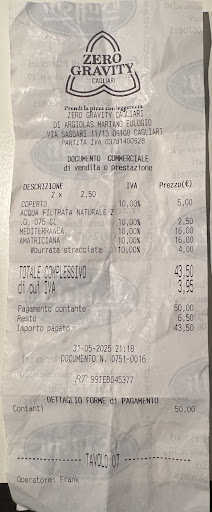 ZERO
GRAVITY
CAGLIARI
Prendi la pizza con leggerezza
ZERO GRAVITY CAGLIARI
DI ARGIOLAS MARIANO EULOGIO
VIA SASSARI 11/13 09100 CAGLIARI
PARTITA IVA 03781400928
DOCUMENTO COMMERCIALE
di vendita o prestazione
DESCRIZIONE IVA Prezzo(€)
2 x 2,50
COPERTO 10,00% 5,00
ACQUA FILTRATA NATURALE 10,00%
.G. 075 CL 10,00% 2,50
MEDITERRANEA 10,00% 16,00
AMATRICIANA 10,00% 16,00
#burrata stracciata 10,00% 4,00
TOTALE COMPLESSIVO 43,50
di cui IVA 3,95
Pagamento contante 50,00
Resto 6,50
Importo pagato 43,50
31-05-2025 21:18
DOCUMENTO N. 0751-0016
RT 99IEB045377
DETTAGLIO FORME di PAGAMENTO
Contanti 50,00
TAVOLO 07
Operatore: Frank